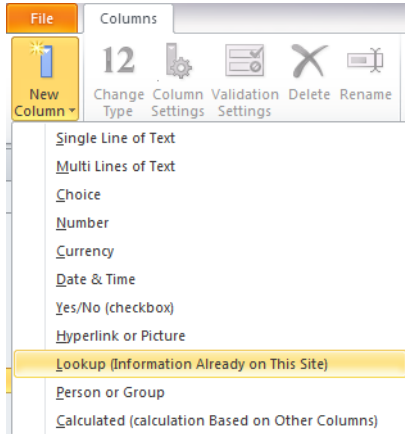 File
Columns
12
New
Column
Change
Type
Column
Settings
Validation
Settings
Delete
Rename
Single Line of Text
Multi Lines of Text
Choice
Number
Currency
Date & Time
Yes/No (checkbox)
Hyperlink or Picture
Lookup (Information Already on This Site)
Person or Group
Calculated (calculation Based on Other Columns)